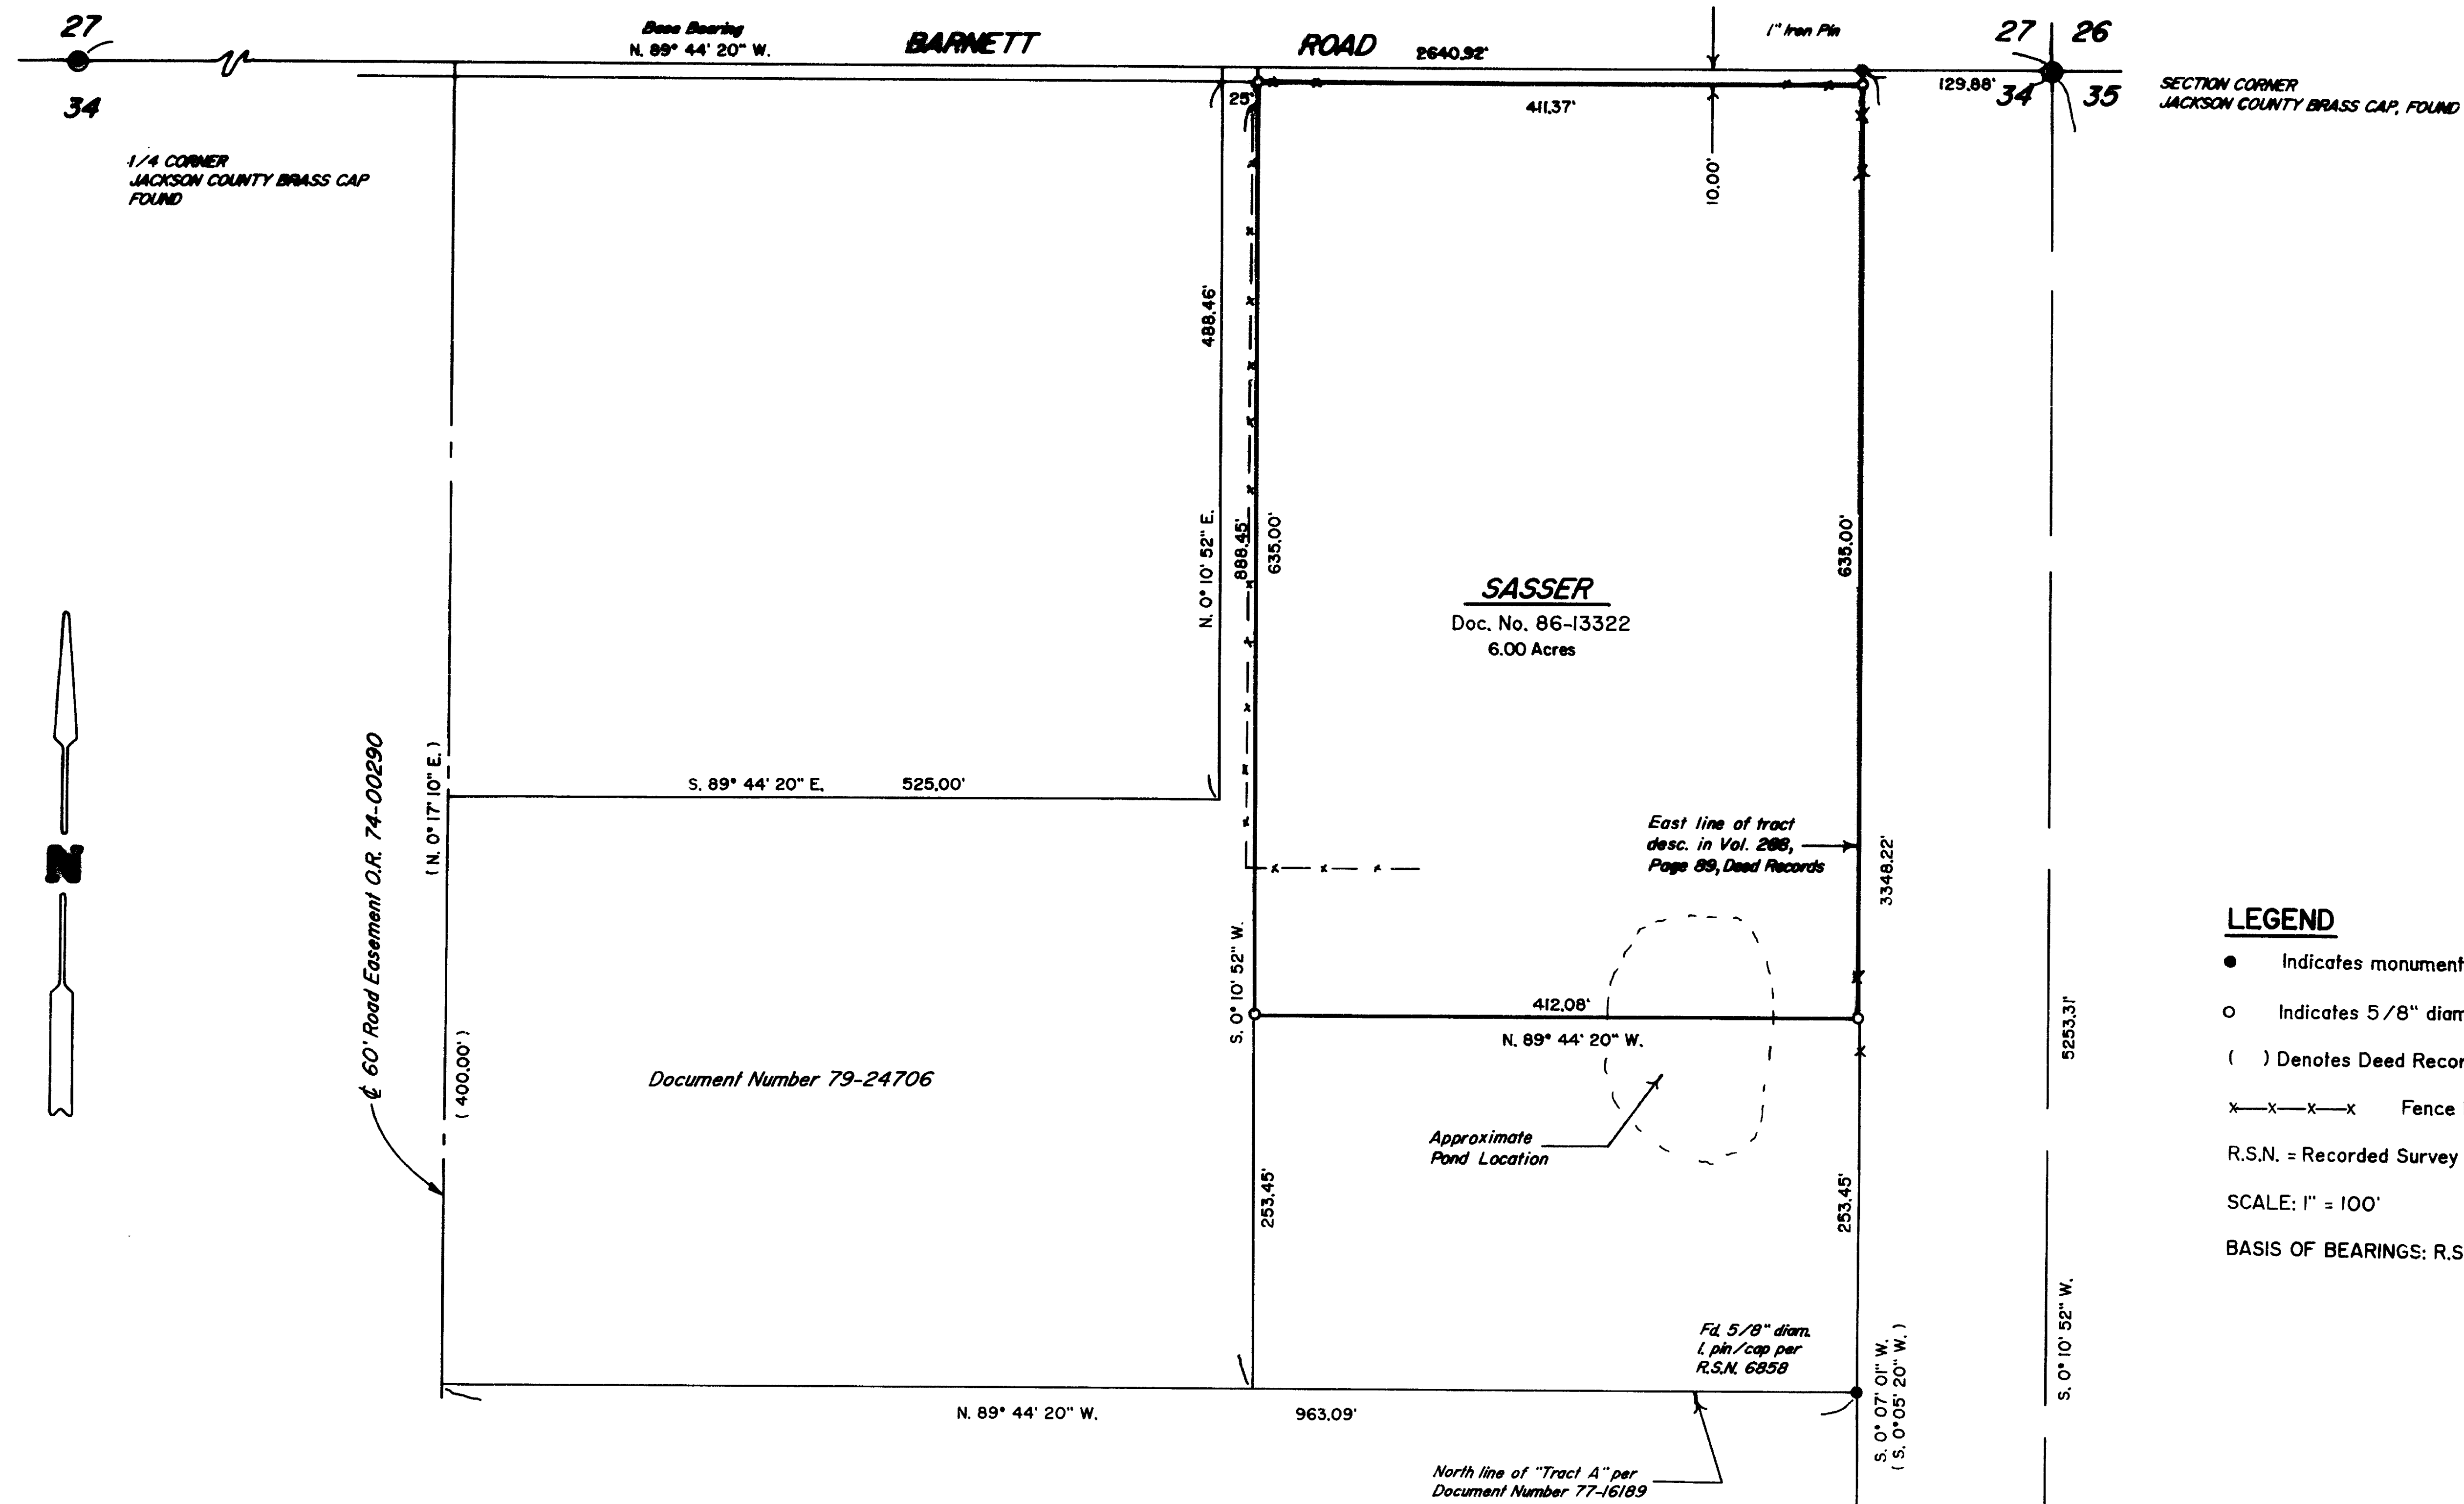 27
Base Bearing
N. 89° 44' 20" W.
BARNETT ROAD
2640.92'
1" Iron Pin
27 26
34
129.88'
34 35
SECTION CORNER
JACKSON COUNTY BRASS CAP, FOUND
25'
411.37'
10.00'
1/4 CORNER
JACKSON COUNTY BRASS CAP
FOUND
488.46'
N. 0° 10' 52" E.
888.45'
635.00'
635.00'
SASSER
Doc. No. 86-13322
6.00 Acres
N
₵ 60' Road Easement O.R. 74-00290
( N. 0° 17' 10" E. )
S. 89° 44' 20" E. 525.00'
East line of tract
desc. in Vol. 288,
Page 89, Deed Records
3348.22'
S. 0° 10' 52" W.
412.08'
N. 89° 44' 20" W.
( 400.00' )
Document Number 79-24706
Approximate
Pond Location
253.45'
253.45'
5253.31'
S. 0° 10' 52" W.
LEGEND
Indicates monument
Indicates 5/8" diam
( ) Denotes Deed Recor
x—x—x—x Fence
R.S.N. = Recorded Survey
SCALE: 1" = 100'
BASIS OF BEARINGS: R.S
Fd. 5/8" diam.
I. pin/cap per
R.S.N. 6858
S. 0° 07' 01" W.
( S. 0° 05' 20" W. )
N. 89° 44' 20" W. 963.09'
North line of "Tract A" per
Document Number 77-16189